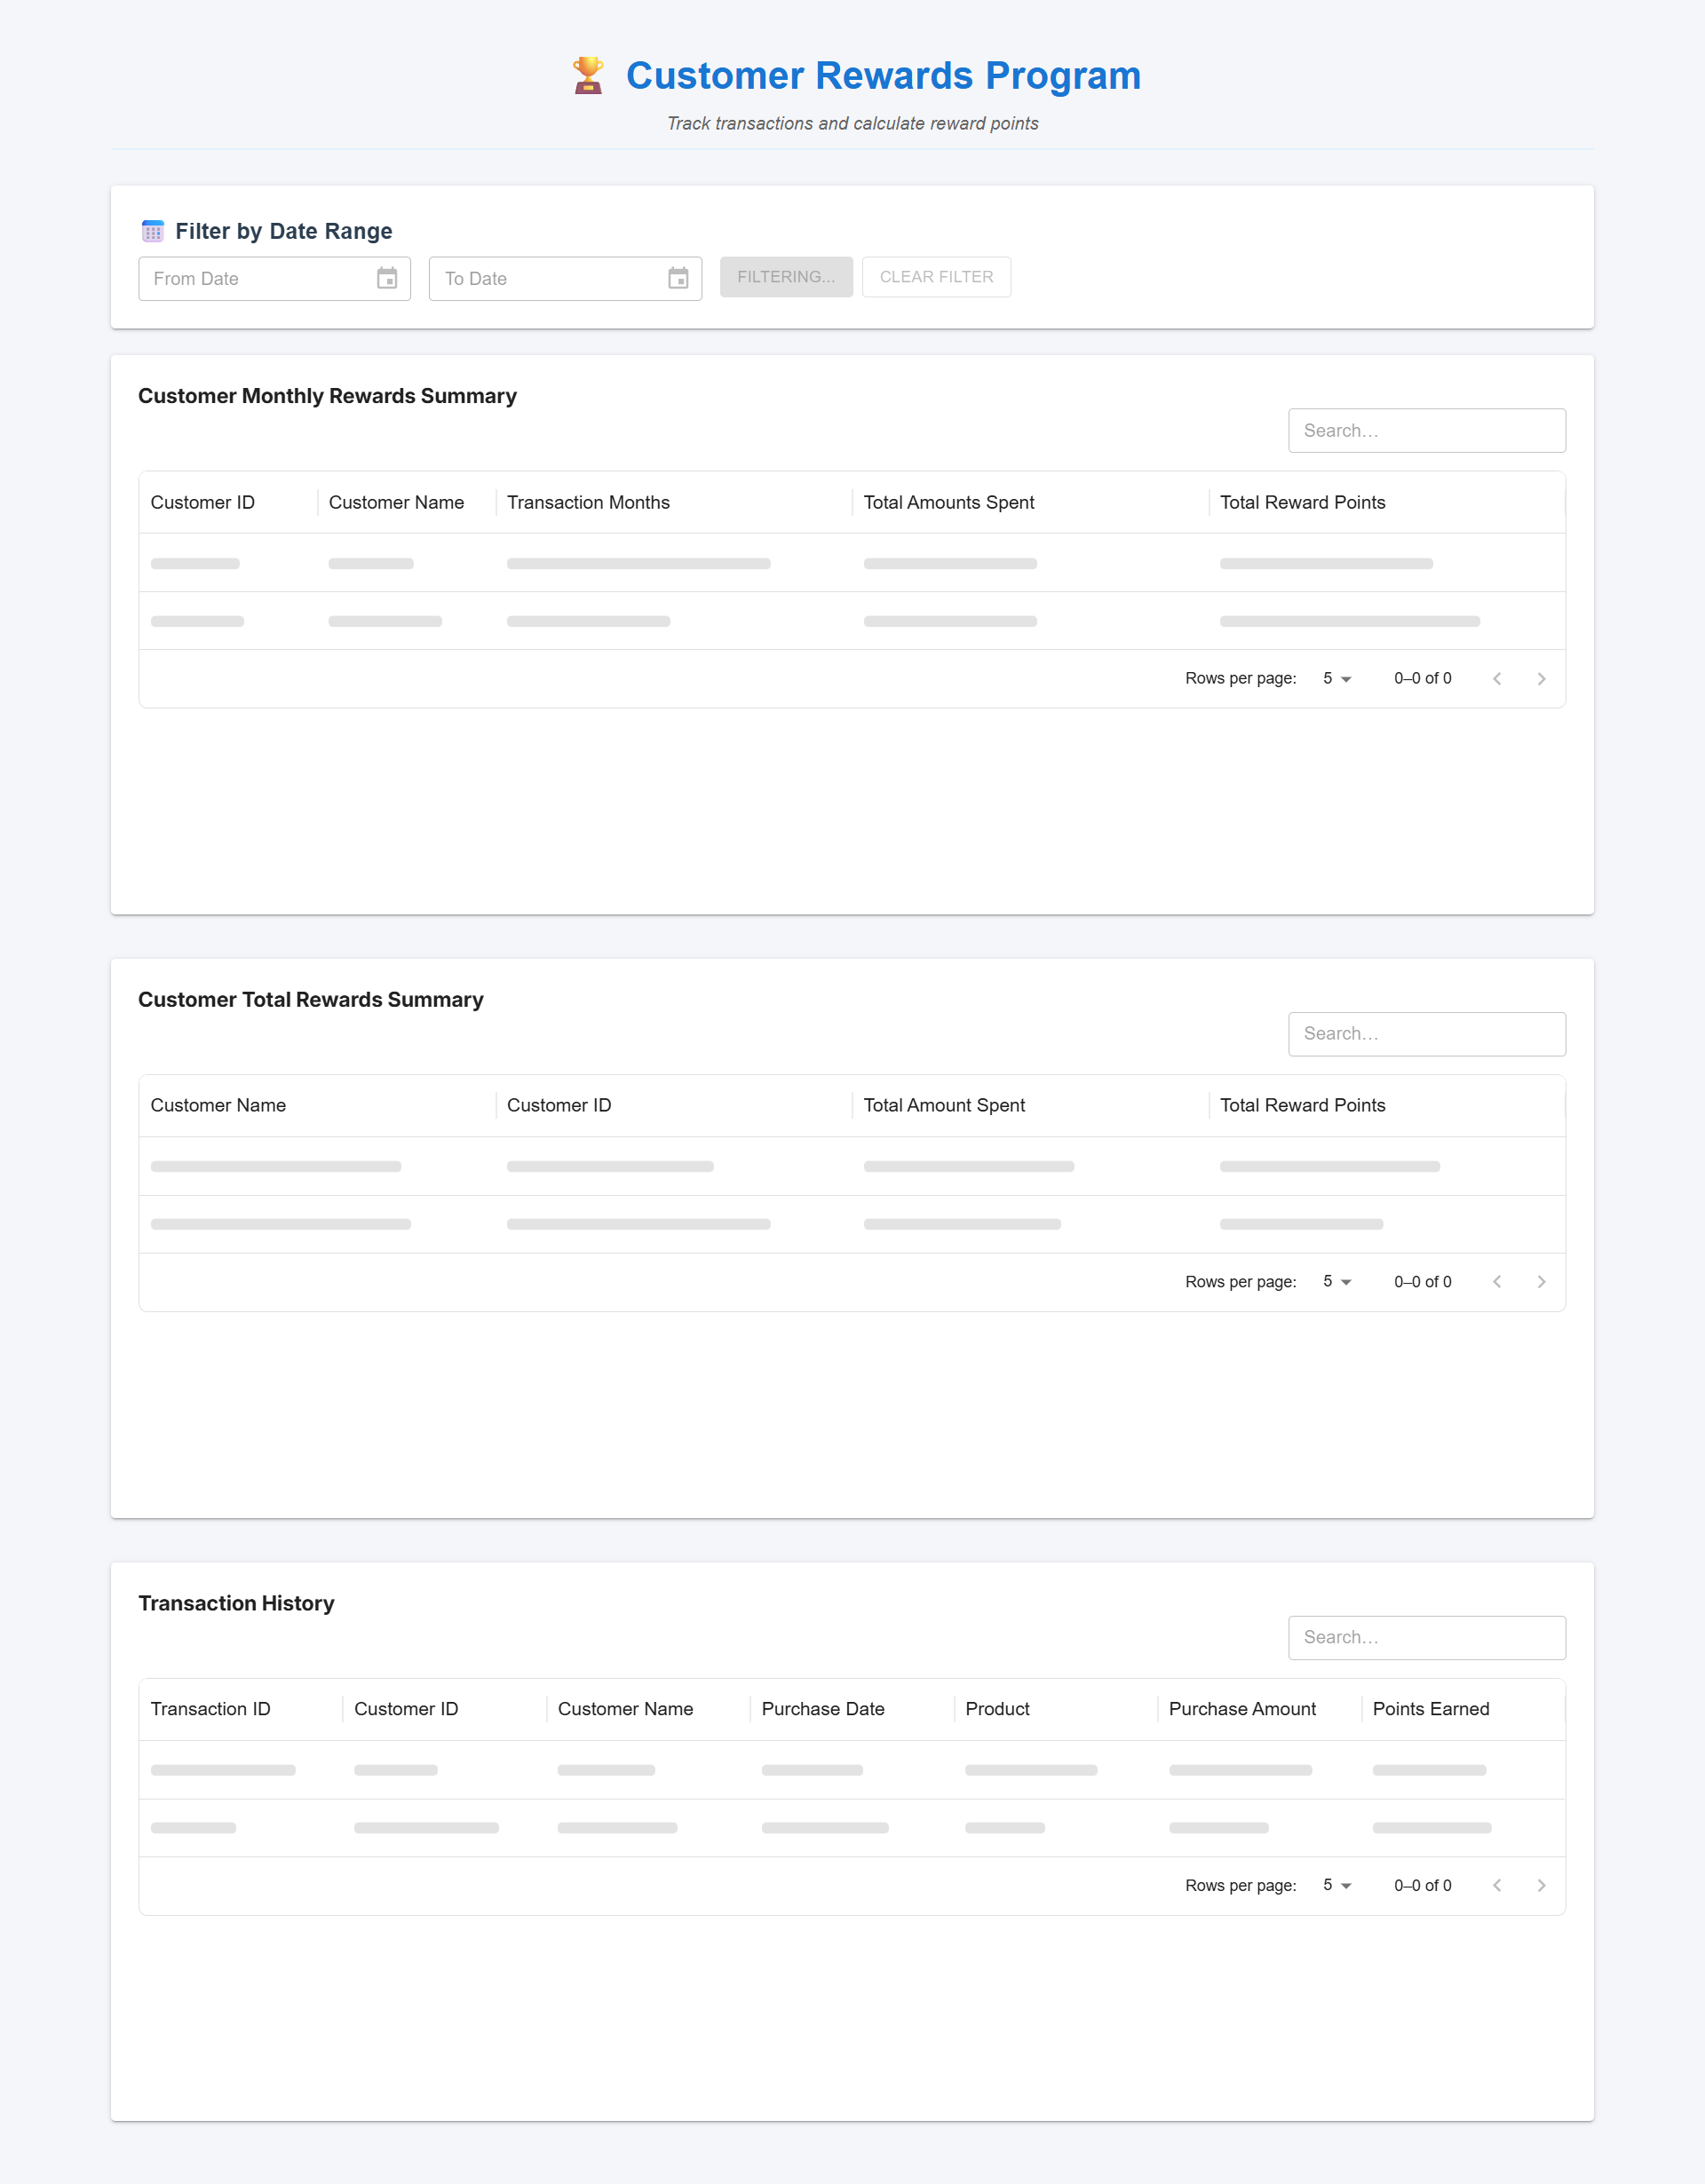 Customer Rewards Program
Track transactions and calculate reward points
Filter by Date Range
From Date
To Date
FILTERING...
CLEAR FILTER
Customer Monthly Rewards Summary
Search…
Customer ID Customer Name Transaction Months Total Amounts Spent Total Reward Points
Rows per page: 5 0–0 of 0
Customer Total Rewards Summary
Search…
Customer Name Customer ID Total Amount Spent Total Reward Points
Rows per page: 5 0–0 of 0
Transaction History
Search…
Transaction ID Customer ID Customer Name Purchase Date Product Purchase Amount Points Earned
Rows per page: 5 0–0 of 0